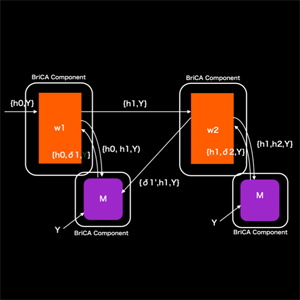 BriCA Component
BriCA Component
{h0,Y}
{h1,Y}
w1
w2
{h0,δ1,Y}
{h0, h1,Y}
{h1,δ2,Y}
{h1,h2,Y}
{δ1',h1,Y}
M
M
Y
Y
BriCA Component
BriCA Component